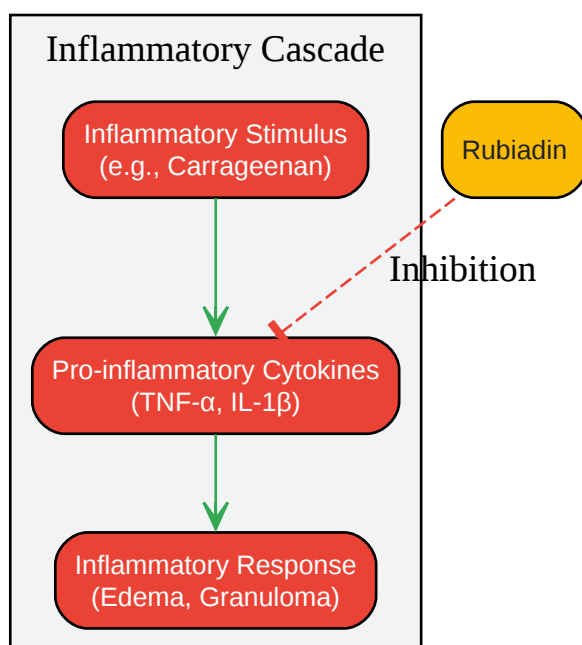 Inflammatory Cascade
Inflammatory Stimulus
(e.g., Carrageenan)
Rubiadin
Inhibition
Pro-inflammatory Cytokines
(TNF-α, IL-1β)
Inflammatory Response
(Edema, Granuloma)